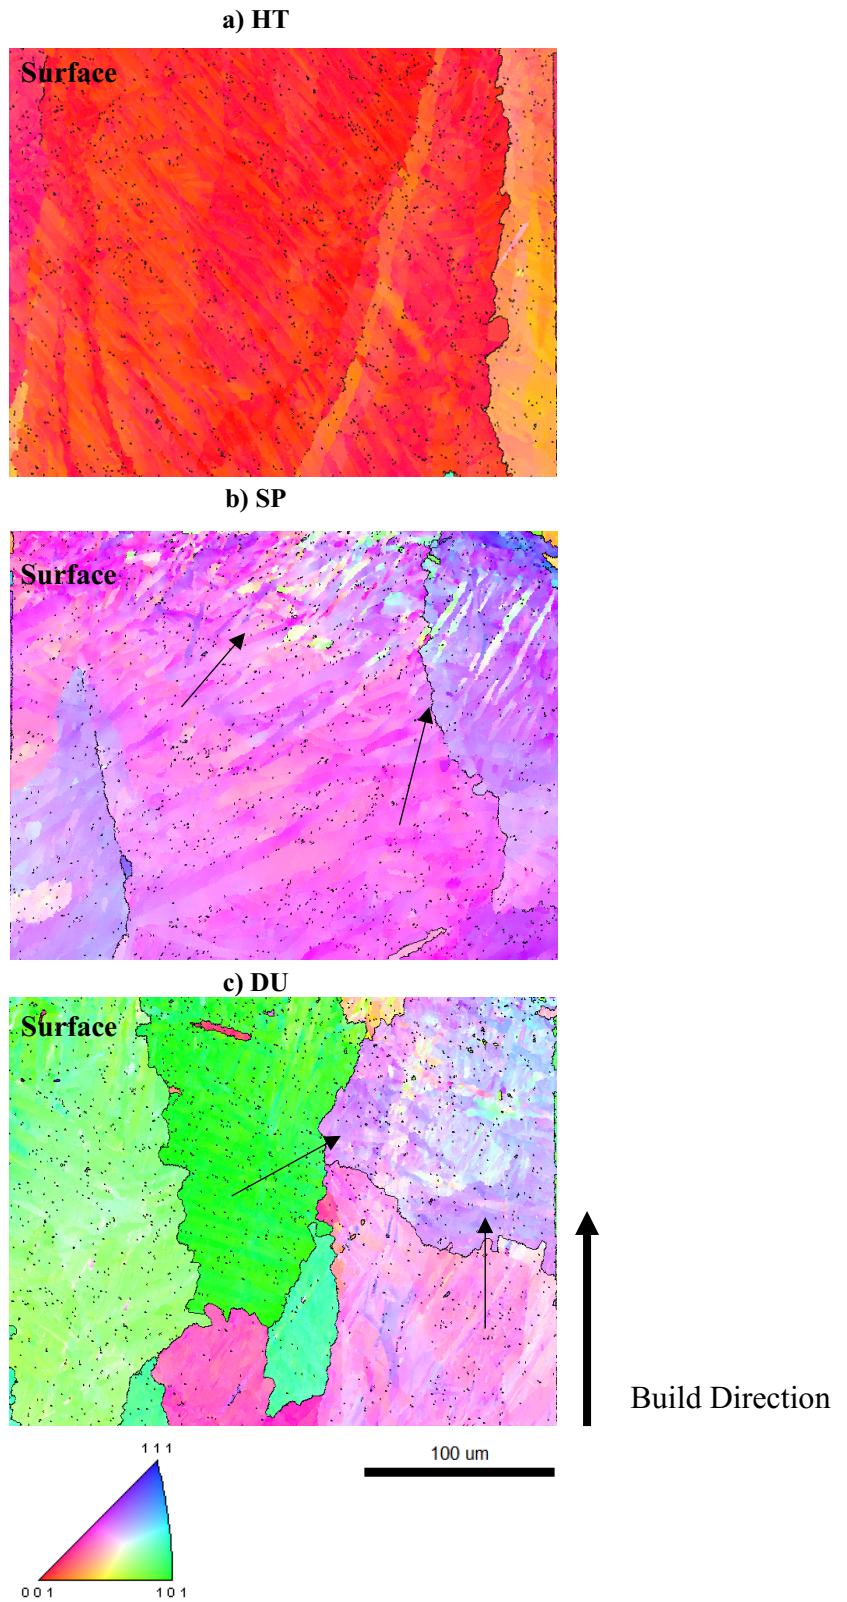 a) HT
Surface
b) SP
Surface
c) DU
Surface
Build Direction
100 um
1 1 1
0 0 1
1 0 1